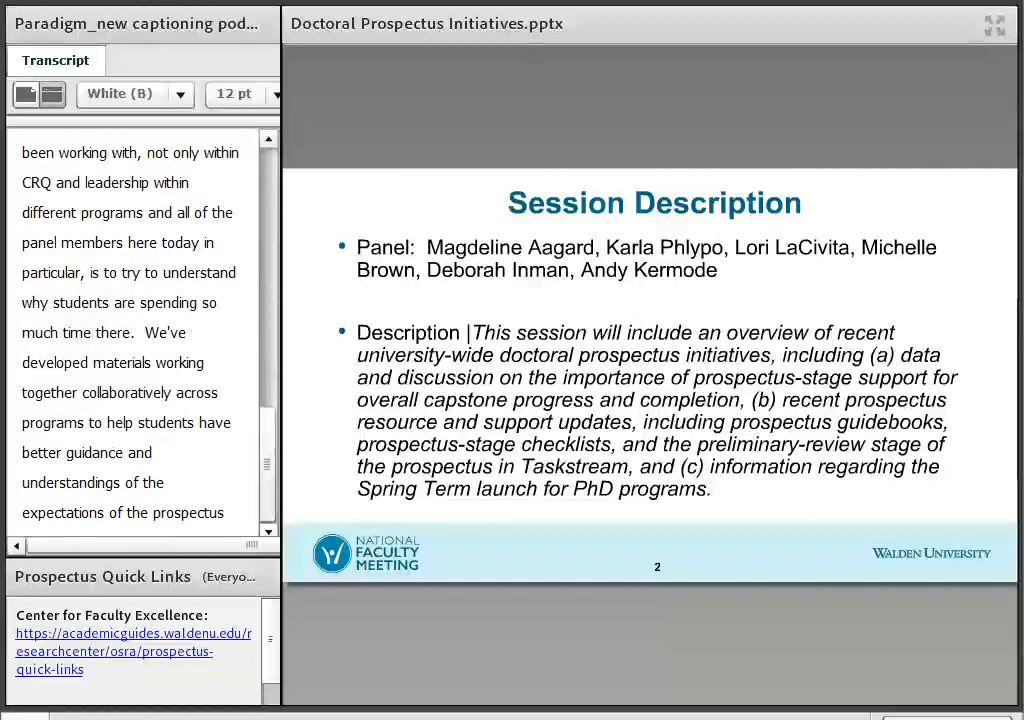 Paradigm_new captioning pod...
Transcript
White (B)
12 pt
been working with, not only within
CRQ and leadership within
different programs and all of the
panel members here today in
particular, is to try to understand
why students are spending so
much time there.  We've
developed materials working
together collaboratively across
programs to help students have
better guidance and
understandings of the
expectations of the prospectus
Prospectus Quick Links (Everyo...
Center for Faculty Excellence:
https://academicguides.waldenu.edu/r
esearchcenter/osra/prospectus-
quick-links
Doctoral Prospectus Initiatives.pptx
Session Description
• Panel:  Magdeline Aagard, Karla Phlypo, Lori LaCivita, Michelle
Brown, Deborah Inman, Andy Kermode
• Description |This session will include an overview of recent
university-wide doctoral prospectus initiatives, including (a) data
and discussion on the importance of prospectus-stage support for
overall capstone progress and completion, (b) recent prospectus
resource and support updates, including prospectus guidebooks,
prospectus-stage checklists, and the preliminary-review stage of
the prospectus in Taskstream, and (c) information regarding the
Spring Term launch for PhD programs.
NATIONAL
FACULTY
MEETING
2
WALDEN UNIVERSITY